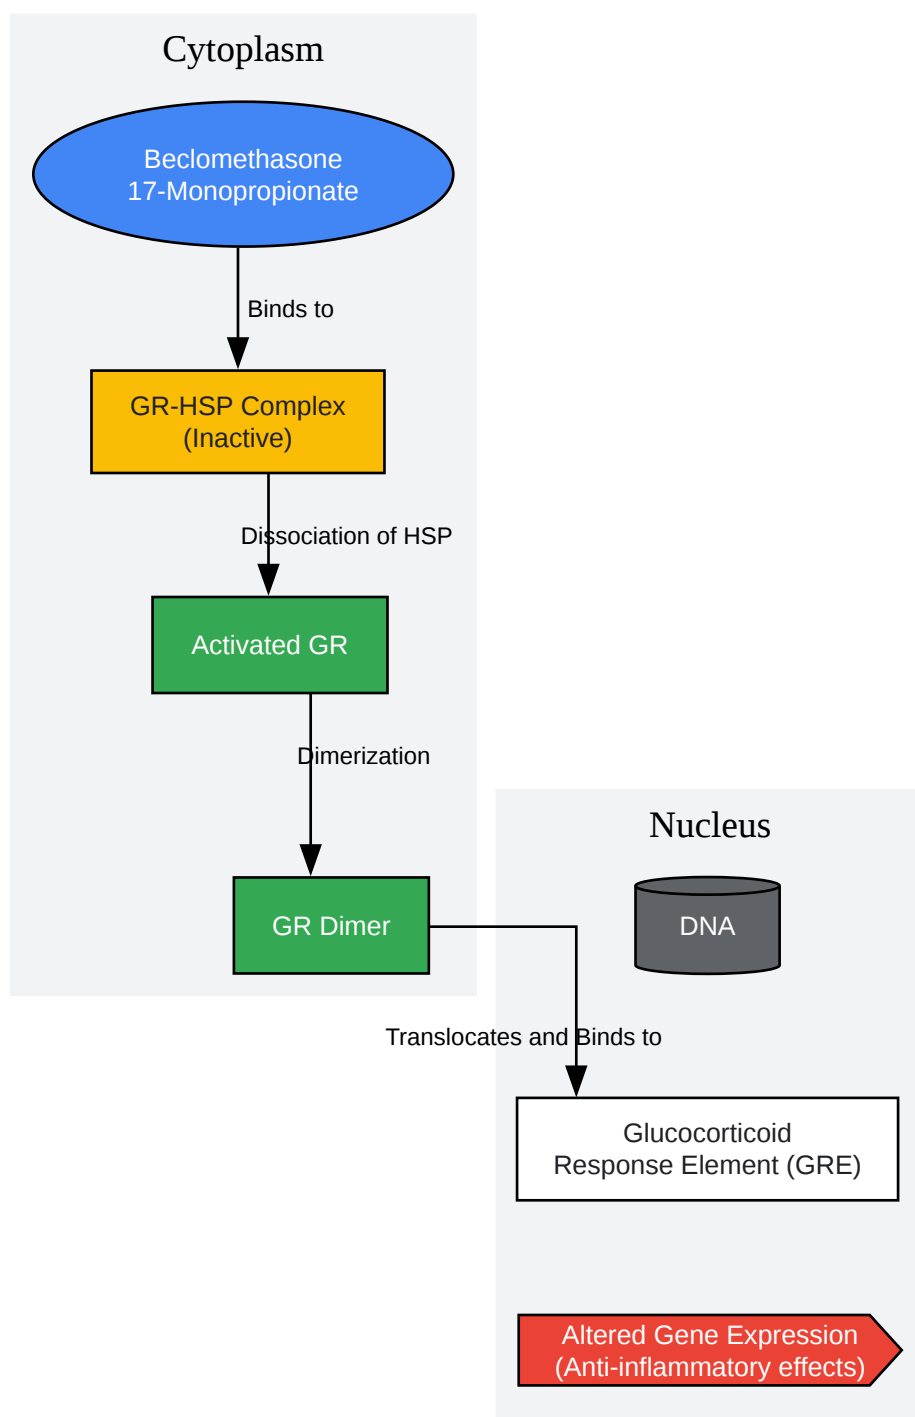 Cytoplasm
Beclomethasone
17-Monopropionate
Binds to
GR-HSP Complex
(Inactive)
Dissociation of HSP
Activated GR
Dimerization
GR Dimer
Nucleus
DNA
Translocates and Binds to
Glucocorticoid
Response Element (GRE)
Altered Gene Expression
(Anti-inflammatory effects)